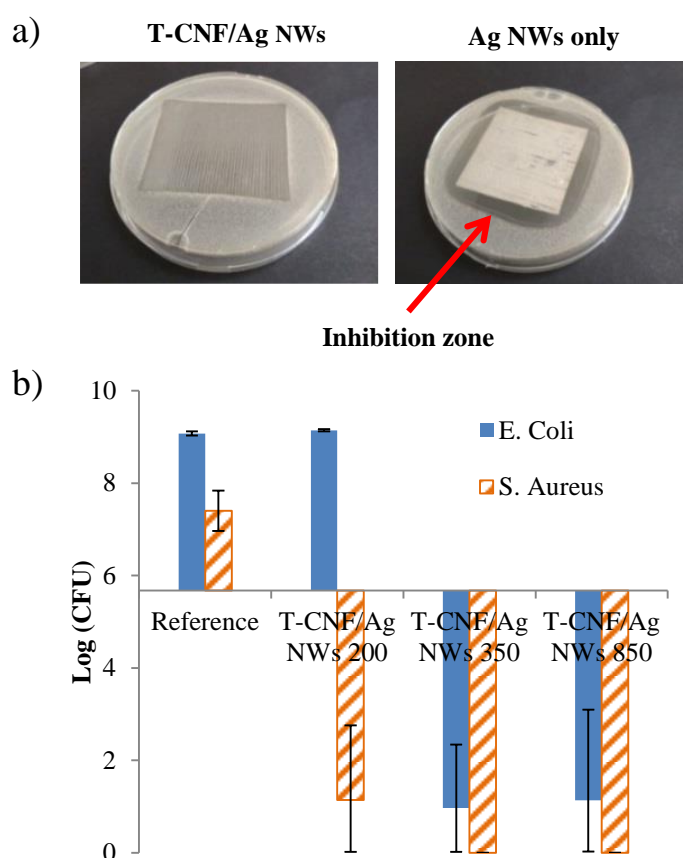 a)
T-CNF/Ag NWs
Ag NWs only
Inhibition zone
b)
Log (CFU)
10
8
6
4
2
0
E. Coli
S. Aureus
Reference
T-CNF/Ag
NWs 200
T-CNF/Ag
NWs 350
T-CNF/Ag
NWs 850